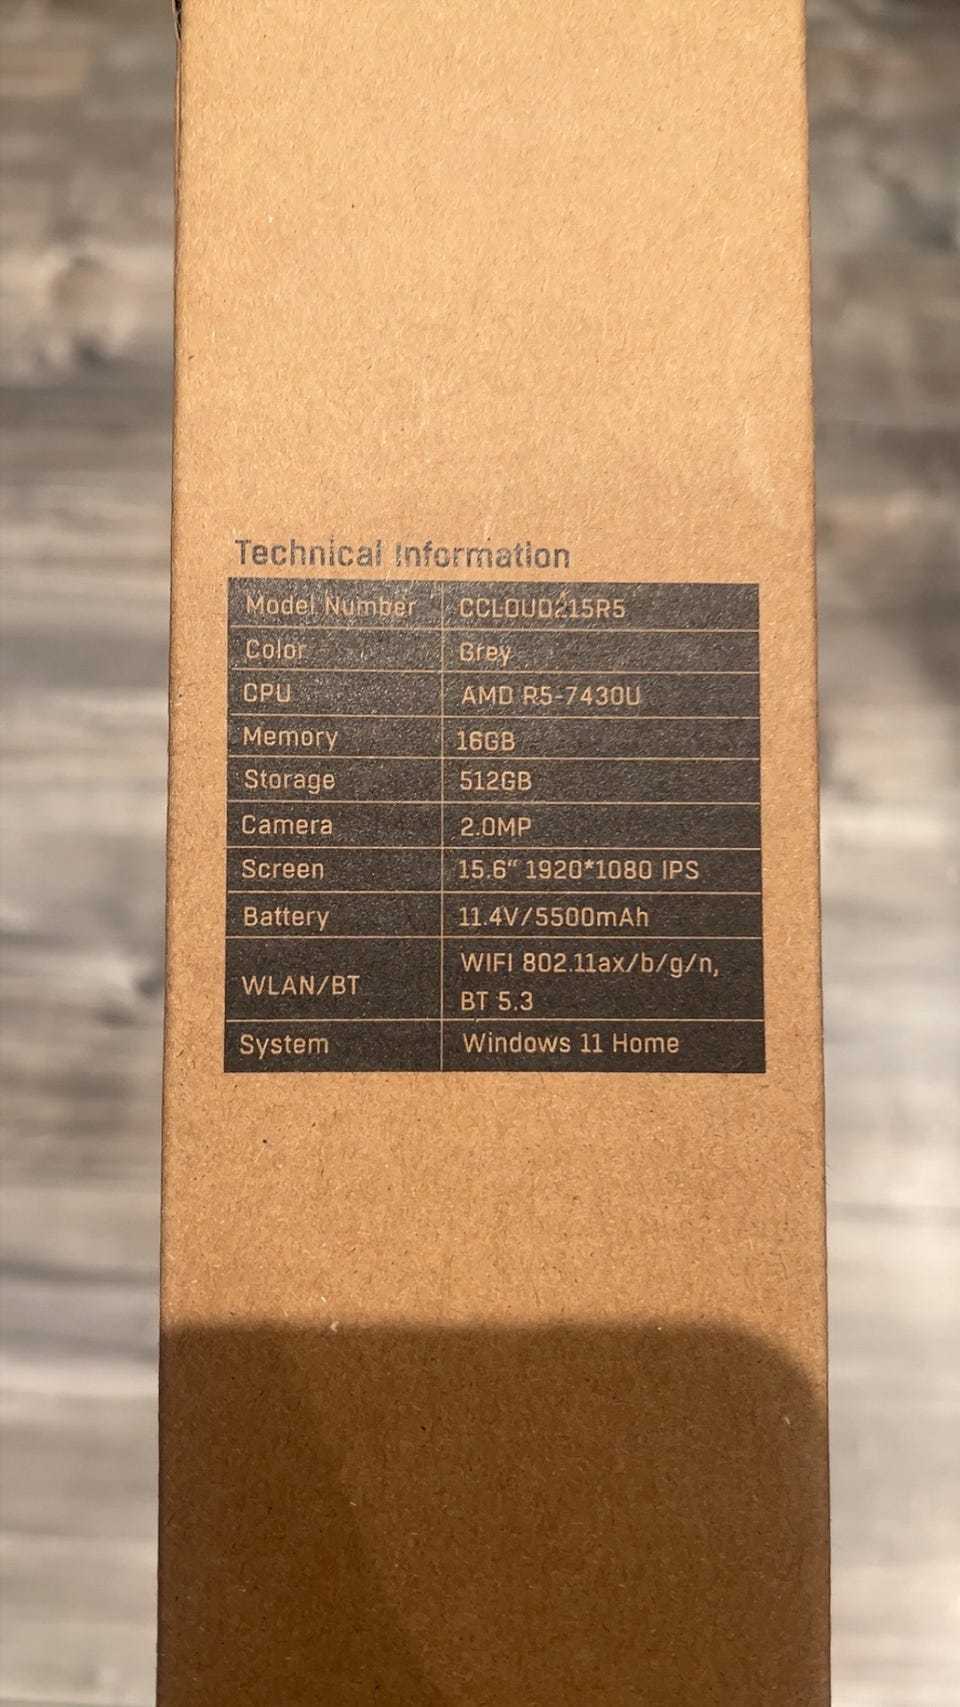 Technical Information
Model Number CCLOUD215R5
Color Grey
CPU AMD R5-7430U
Memory 16GB
Storage 512GB
Camera 2.0MP
Screen 15.6“ 1920*1080 IPS
Battery 11.4V/5500mAh
WLAN/BT WIFI 802.11ax/b/g/n,
BT 5.3
System Windows 11 Home